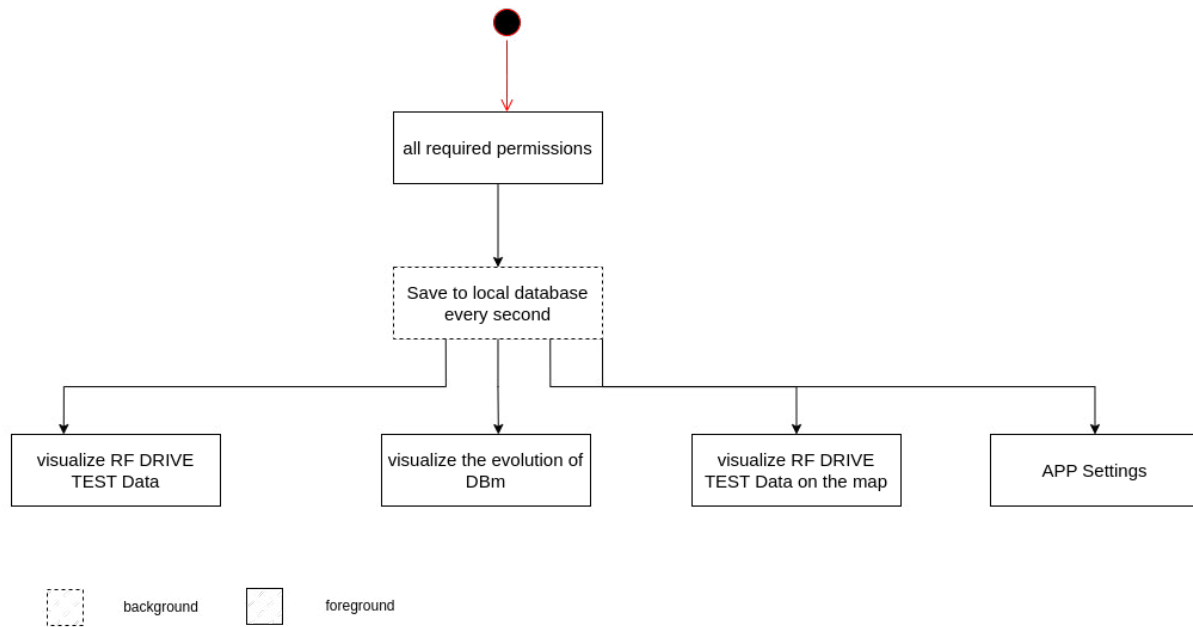 all required permissions
Save to local database
every second
visualize RF DRIVE
TEST Data
visualize the evolution of
DBm
visualize RF DRIVE
TEST Data on the map
APP Settings
background
foreground